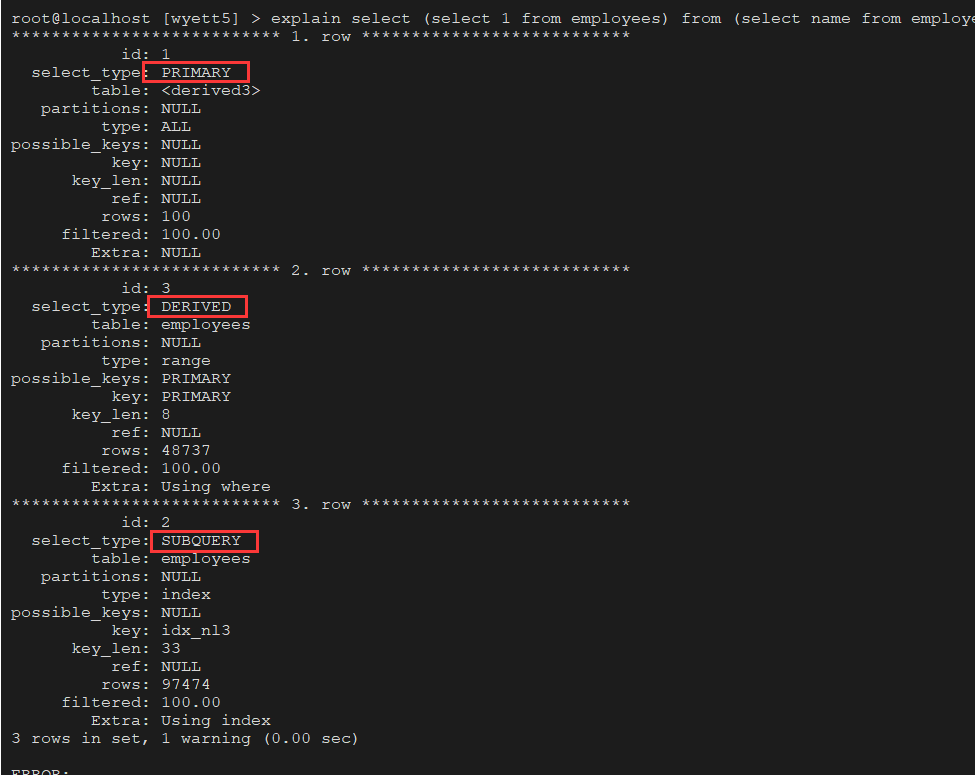 root@localhost [wyett5] > explain select (select 1 from employees) from (select name from employe
*************************** 1. row ***************************
id: 1
select_type: PRIMARY
table: <derived3>
partitions: NULL
type: ALL
possible_keys: NULL
key: NULL
key_len: NULL
ref: NULL
rows: 100
filtered: 100.00
Extra: NULL
*************************** 2. row ***************************
id: 3
select_type: DERIVED
table: employees
partitions: NULL
type: range
possible_keys: PRIMARY
key: PRIMARY
key_len: 8
ref: NULL
rows: 48737
filtered: 100.00
Extra: Using where
*************************** 3. row ***************************
id: 2
select_type: SUBQUERY
table: employees
partitions: NULL
type: index
possible_keys: NULL
key: idx_nl3
key_len: 33
ref: NULL
rows: 97474
filtered: 100.00
Extra: Using index
3 rows in set, 1 warning (0.00 sec)
ERROR: